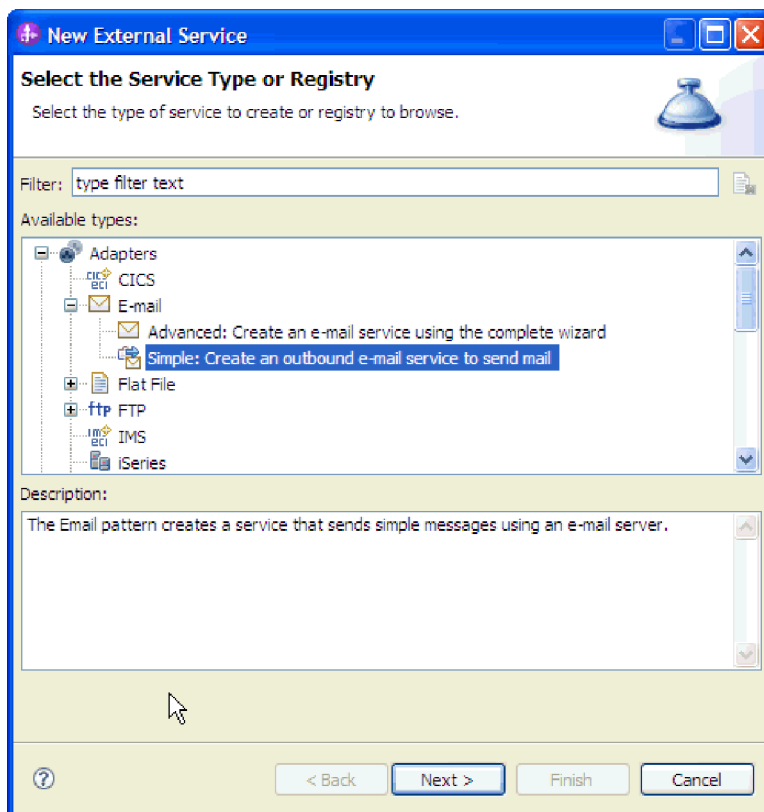 New External Service
Select the Service Type or Registry
Select the type of service to create or registry to browse.
Filter: type filter text
Available types:
Adapters
CICS
E-mail
Advanced: Create an e-mail service using the complete wizard
Simple: Create an outbound e-mail service to send mail
Flat File
ftp FTP
IMS
iSeries
Description:
The Email pattern creates a service that sends simple messages using an e-mail server.
< Back Next > Finish Cancel